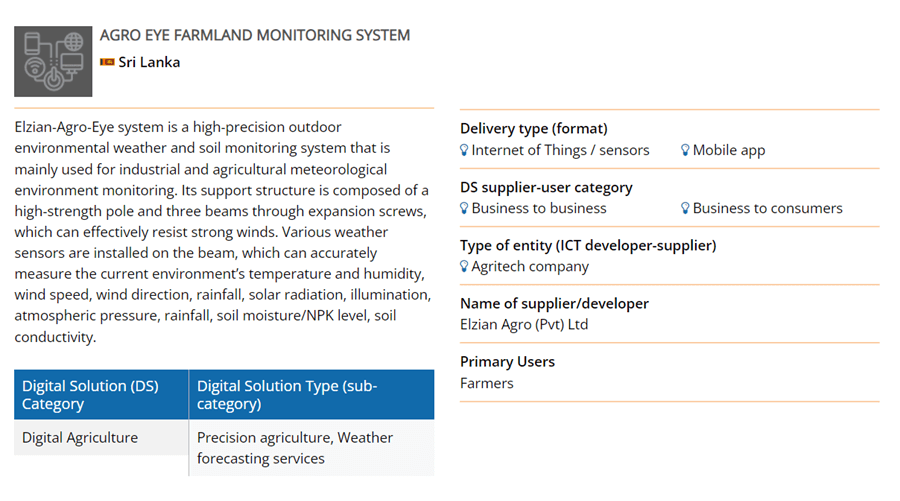 AGRO EYE FARMLAND MONITORING SYSTEM
Sri Lanka
Elzian-Agro-Eye system is a high-precision outdoor
environmental weather and soil monitoring system that is
mainly used for industrial and agricultural meteorological
environment monitoring. Its support structure is composed of a
high-strength pole and three beams through expansion screws,
which can effectively resist strong winds. Various weather
sensors are installed on the beam, which can accurately
measure the current environment’s temperature and humidity,
wind speed, wind direction, rainfall, solar radiation, illumination,
atmospheric pressure, rainfall, soil moisture/NPK level, soil
conductivity.
Digital Solution (DS)
Category
Digital Solution Type (sub-
category)
Digital Agriculture
Precision agriculture, Weather
forecasting services
Delivery type (format)
Internet of Things / sensors
Mobile app
DS supplier-user category
Business to business
Business to consumers
Type of entity (ICT developer-supplier)
Agritech company
Name of supplier/developer
Elzian Agro (Pvt) Ltd
Primary Users
Farmers